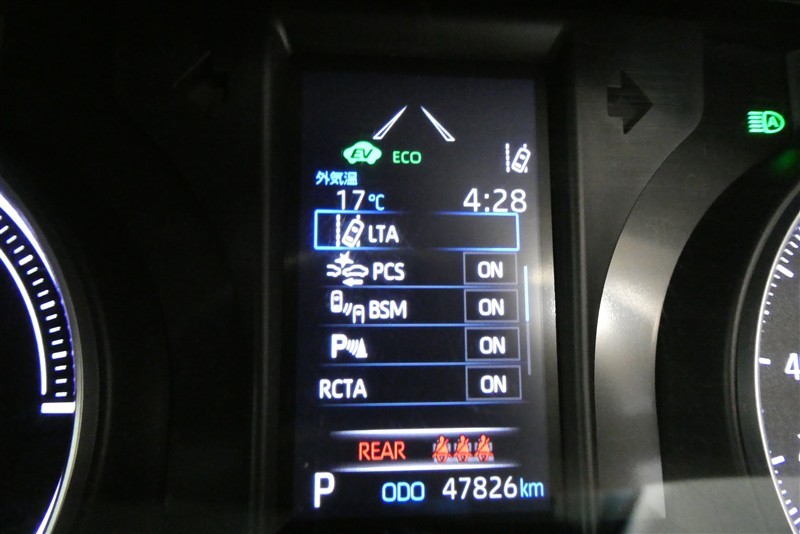 EV ECO
外気温
17℃ 4:28
LTA
PCS ON
BSM ON
P ON
RCTA ON
REAR
P ODO 47826km
A
4